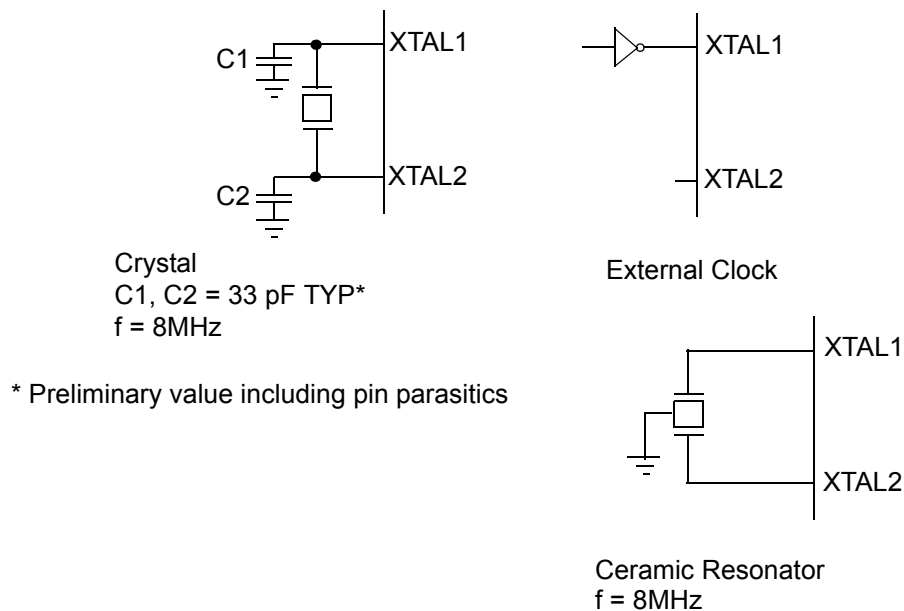 C1
XTAL1
C2
XTAL2
Crystal
C1, C2 = 33 pF TYP*
f = 8MHz
* Preliminary value including pin parasitics
XTAL1
XTAL2
External Clock
XTAL1
XTAL2
Ceramic Resonator
f = 8MHz